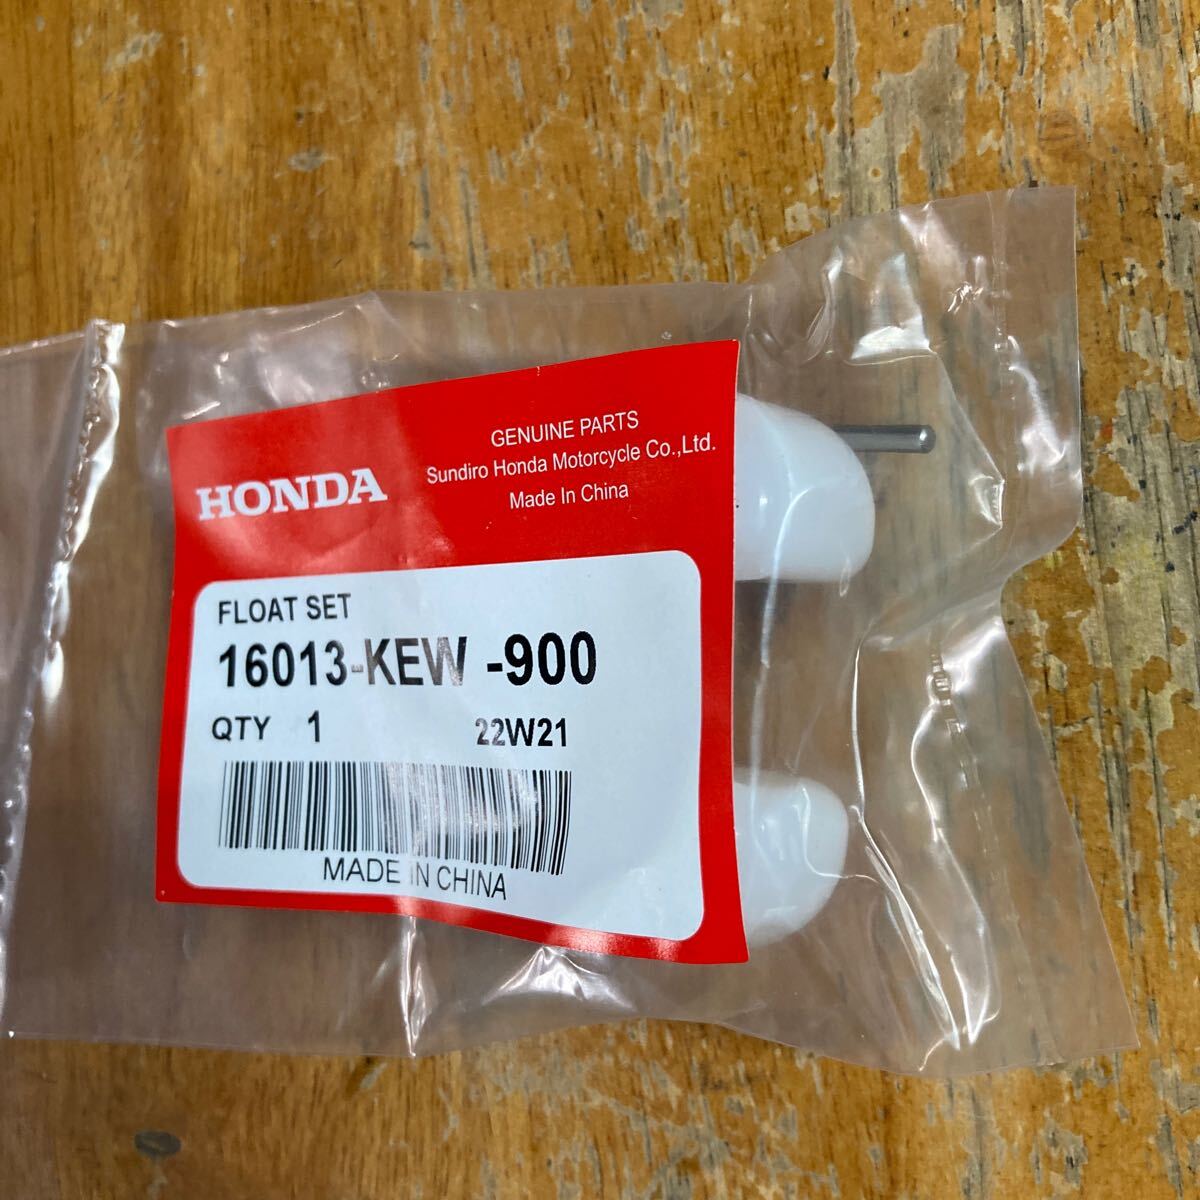 HONDA
GENUINE PARTS
Sundiro Honda Motorcycle Co.,Ltd.
Made In China
FLOAT SET
16013-KEW -900
QTY 1 22W21
MADE IN CHINA